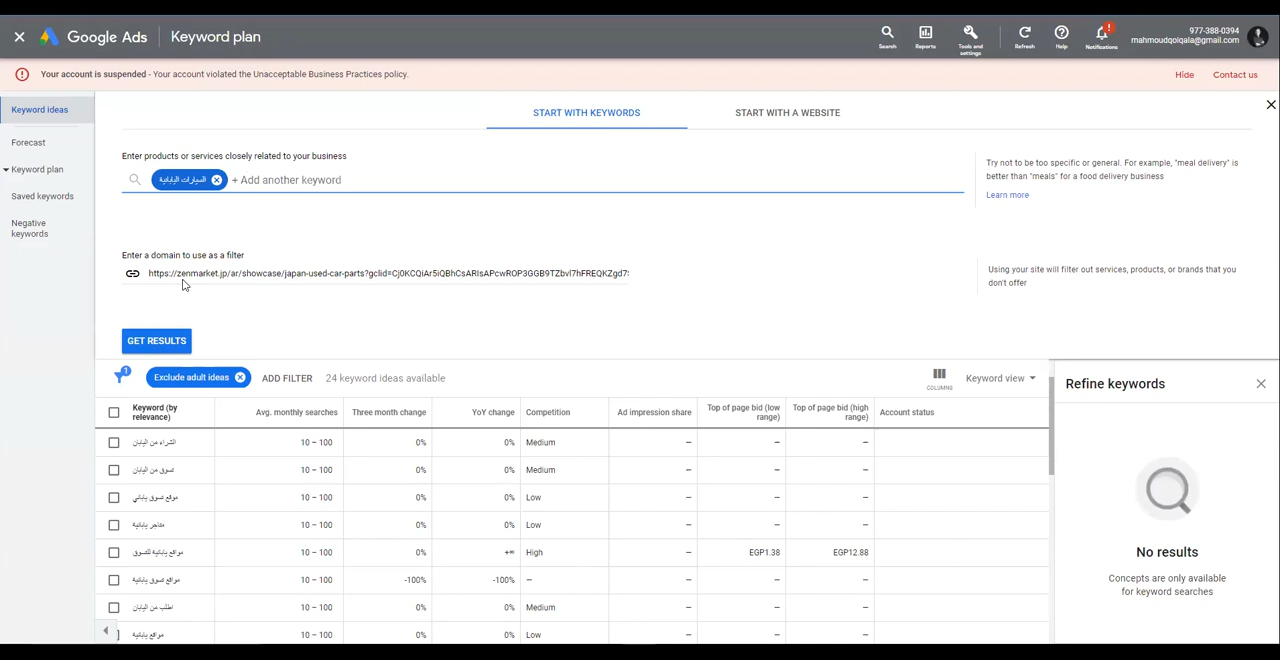 Google Ads
Keyword plan
Search
Reports
Tools and
settings
Refresh
Help
Notifications
977-388-0394
mahmoudqolqala@gmail.com
Your account is suspended - Your account violated the Unacceptable Business Practices policy.
Hide
Contact us
Keyword ideas
Forecast
Keyword plan
Saved keywords
Negative
keywords
START WITH KEYWORDS
START WITH A WEBSITE
Enter products or services closely related to your business
السيارات اليابانية
+ Add another keyword
Try not to be too specific or general. For example, "meal delivery" is
better than "meals" for a food delivery business
Learn more
Enter a domain to use as a filter
https://zenmarket.jp/ar/showcase/japan-used-car-parts?gclid=Cj0KCQiAr5iQBhCsARIsAPcwROP3GGB9TZbvl7hFREQKZgd7:
Using your site will filter out services, products, or brands that you
don't offer
GET RESULTS
1
Exclude adult ideas
ADD FILTER
24 keyword ideas available
COLUMNS
Keyword view
Refine keywords
Keyword (by
relevance)
Avg. monthly searches
Three month change
YoY change
Competition
Ad impression share
Top of page bid (low
range)
Top of page bid (high
range)
Account status
الشراء من اليابان 10 – 100 0% 0% Medium – – –
تسوق من اليابان 10 – 100 0% 0% Medium – – –
موقع تسوق ياباني 10 – 100 0% 0% Low – – –
متاجر يابانية 10 – 100 0% 0% Low – – –
مواقع يابانية للتسوق 10 – 100 0% +∞ High – EGP1.38 EGP12.88
مواقع تسوق يابانية 10 – 100 -100% -100% – – – –
اطلب من اليابان 10 – 100 0% 0% Medium – – –
مواقع يابانية 10 – 100 0% 0% Low – – –
No results
Concepts are only available
for keyword searches